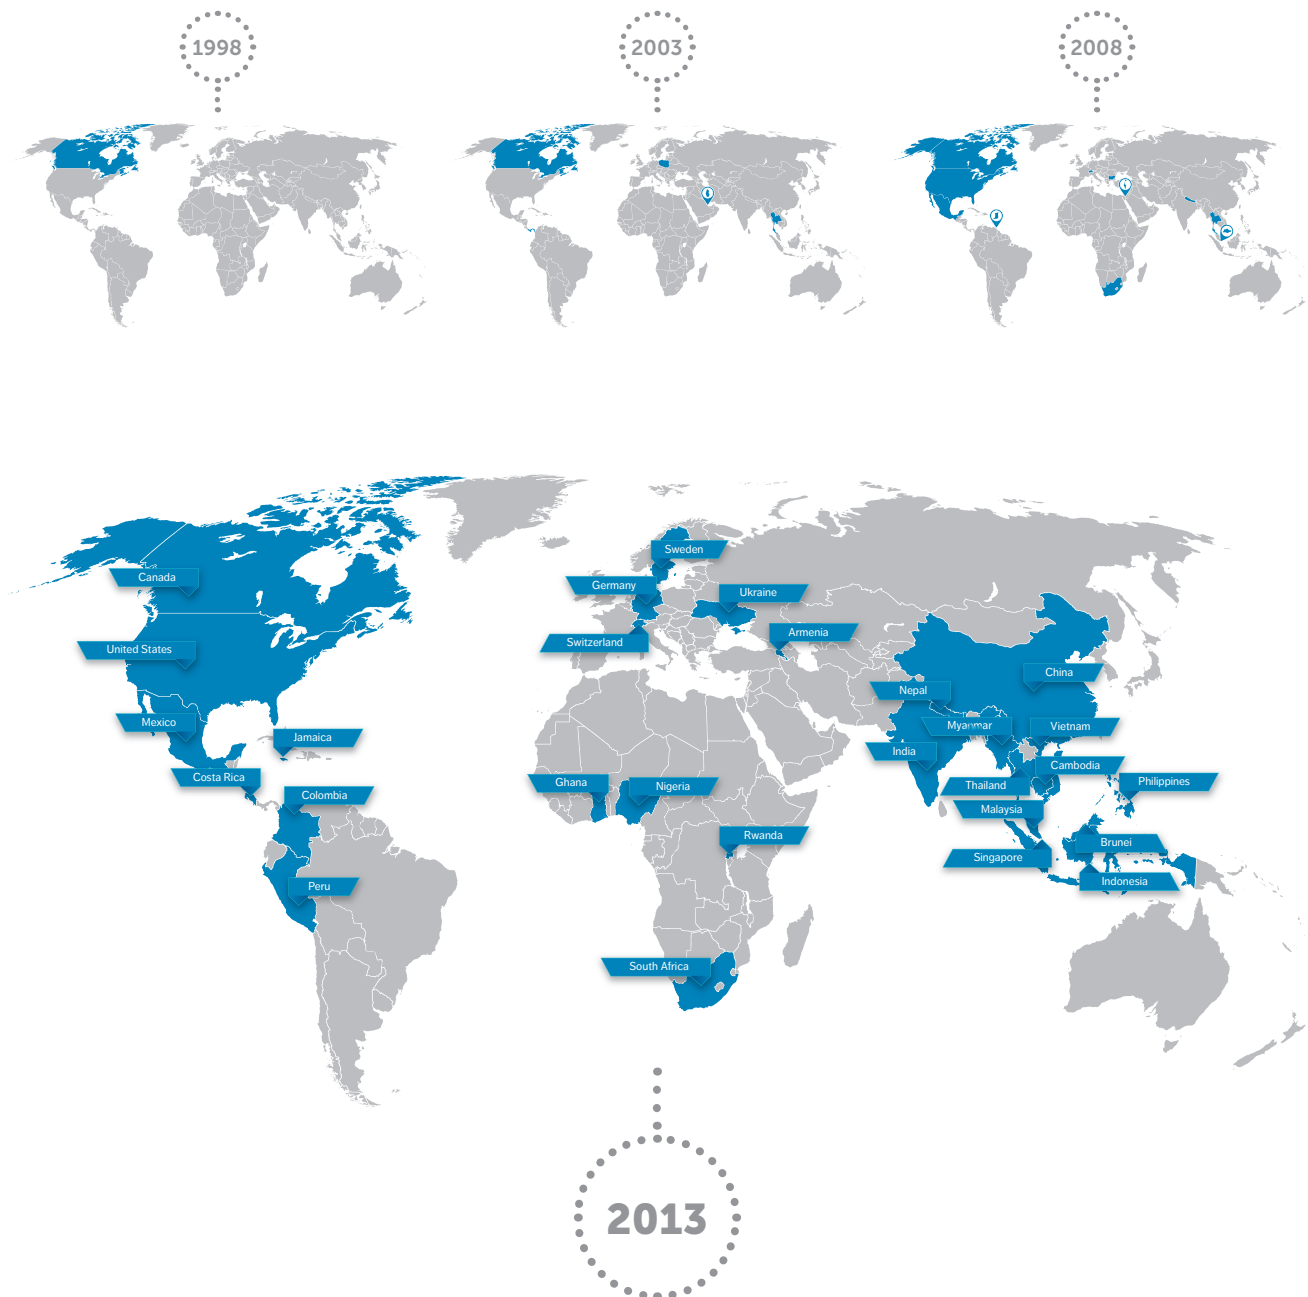 1998
2003
2008
Sweden
Canada
Germany
Ukraine
Armenia
Switzerland
United States
China
Nepal
Mexico
Myanmar
Vietnam
Jamaica
India
Cambodia
Costa Rica
Ghana
Nigeria
Thailand
Philippines
Colombia
Malaysia
Rwanda
Brunei
Singapore
Peru
Indonesia
South Africa
2013